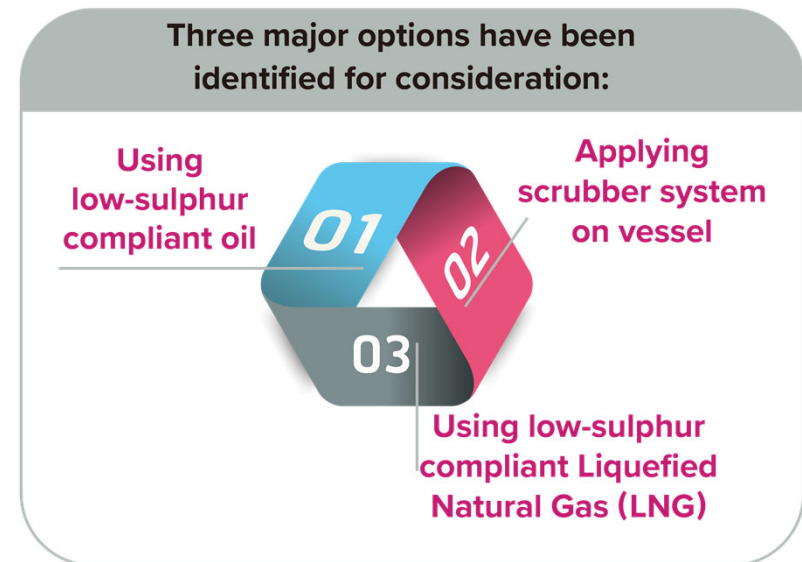 Three major options have been
identified for consideration:
Using
low-sulphur
compliant oil
01
Applying
scrubber system
on vessel
02
03
Using low-sulphur
compliant Liquefied
Natural Gas (LNG)